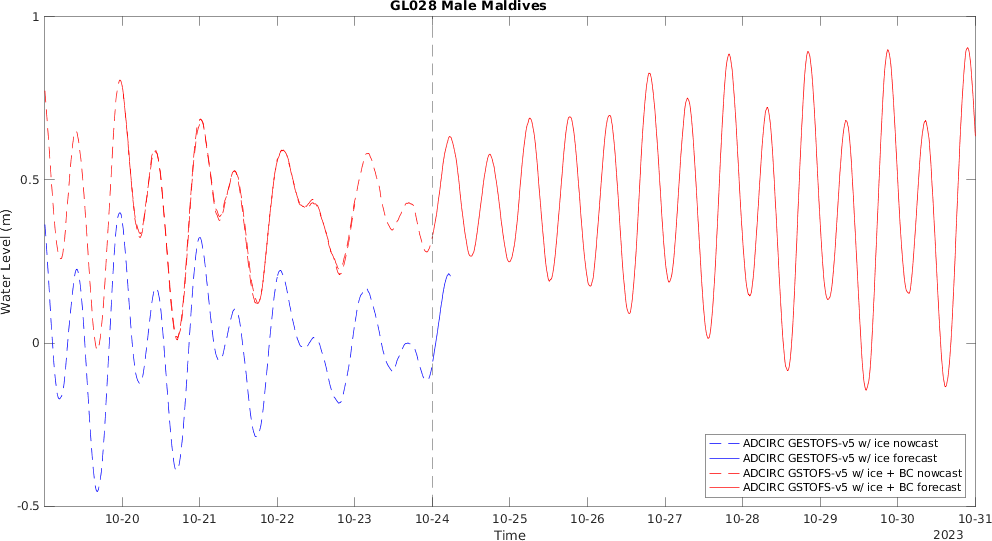 GL028 Male Maldives
Water Level (m)
1
0.5
0
-0.5
10-20 10-21 10-22 10-23 10-24 10-25 10-26 10-27 10-28 10-29 10-30 10-31
Time
2023
ADCIRC GESTOFS-v5 w/ ice nowcast
ADCIRC GESTOFS-v5 w/ ice forecast
ADCIRC GSTOFS-v5 w/ ice + BC nowcast
ADCIRC GSTOFS-v5 w/ ice + BC forecast